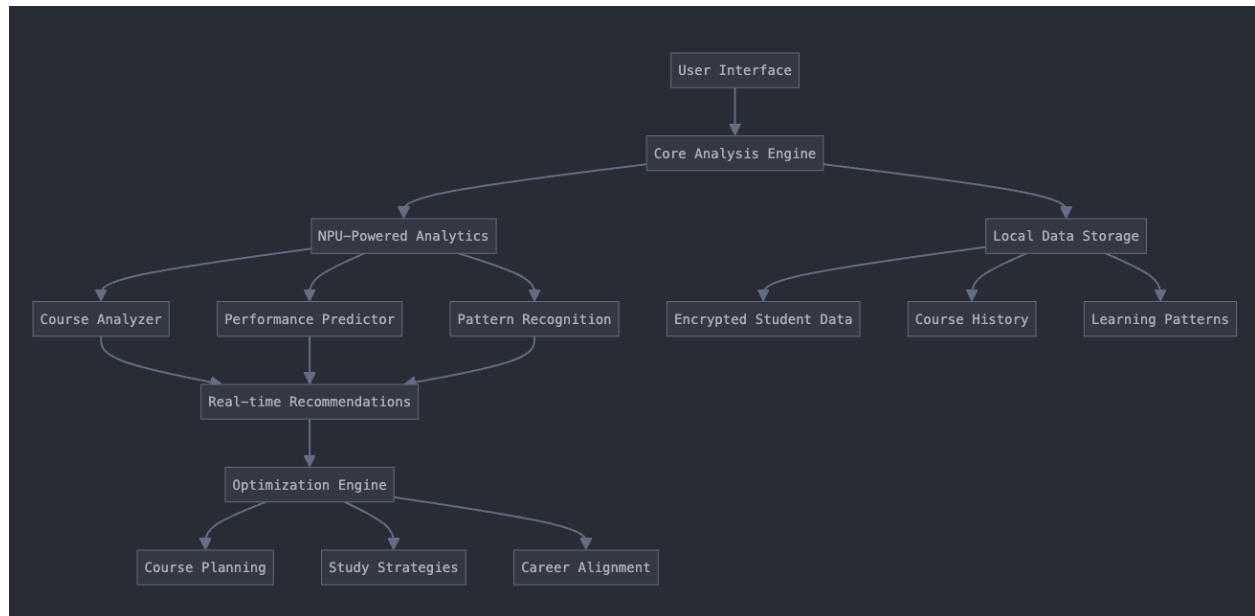 User Interface
Core Analysis Engine
NPU-Powered Analytics
Local Data Storage
Course Analyzer
Performance Predictor
Pattern Recognition
Encrypted Student Data
Course History
Learning Patterns
Real-time Recommendations
Optimization Engine
Course Planning
Study Strategies
Career Alignment